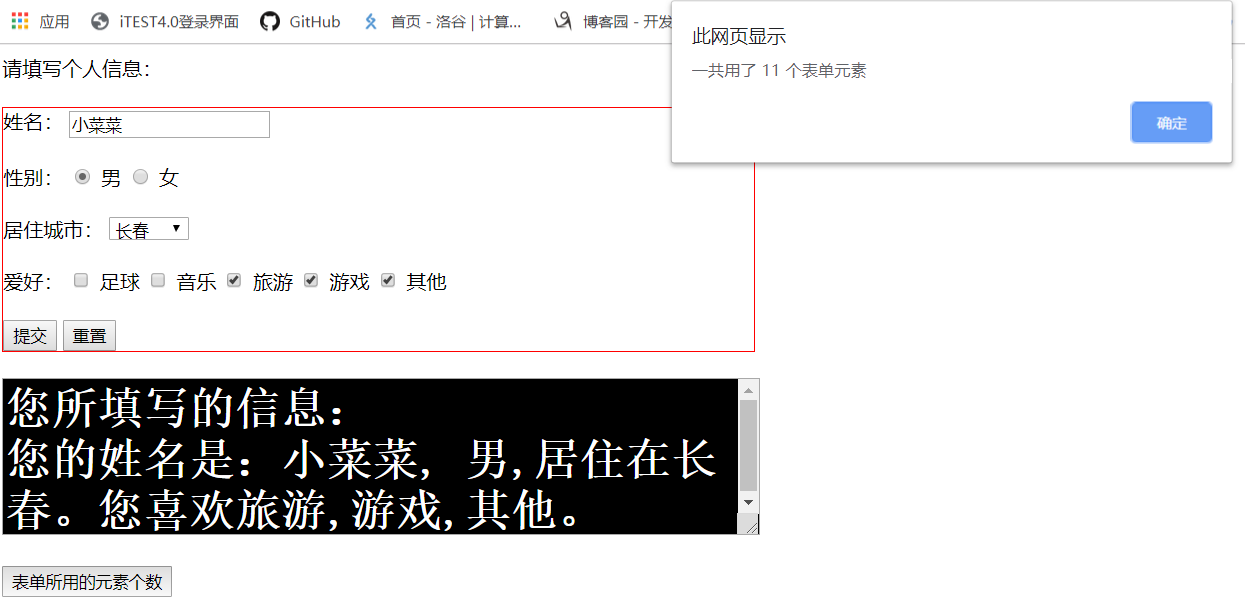 应用 iTEST4.0登录界面 GitHub 首页 - 洛谷 | 计算... 博客园 - 开发
此网页显示
一共用了 11 个表单元素
确定
请填写个人信息：
姓名： 小菜菜
性别： 男 女
居住城市： 长春
爱好： 足球 音乐 旅游 游戏 其他
提交 重置
您所填写的信息：
您的姓名是：小菜菜, 男,居住在长
春。您喜欢旅游,游戏,其他。
表单所用的元素个数